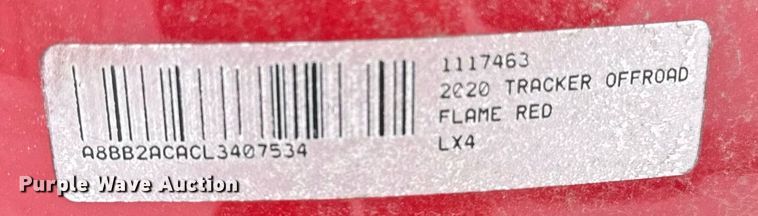 1117463
2020 TRACKER OFFROAD
FLAME RED
LX4
A8BB2ACACL3407534
Purple Wave Auction